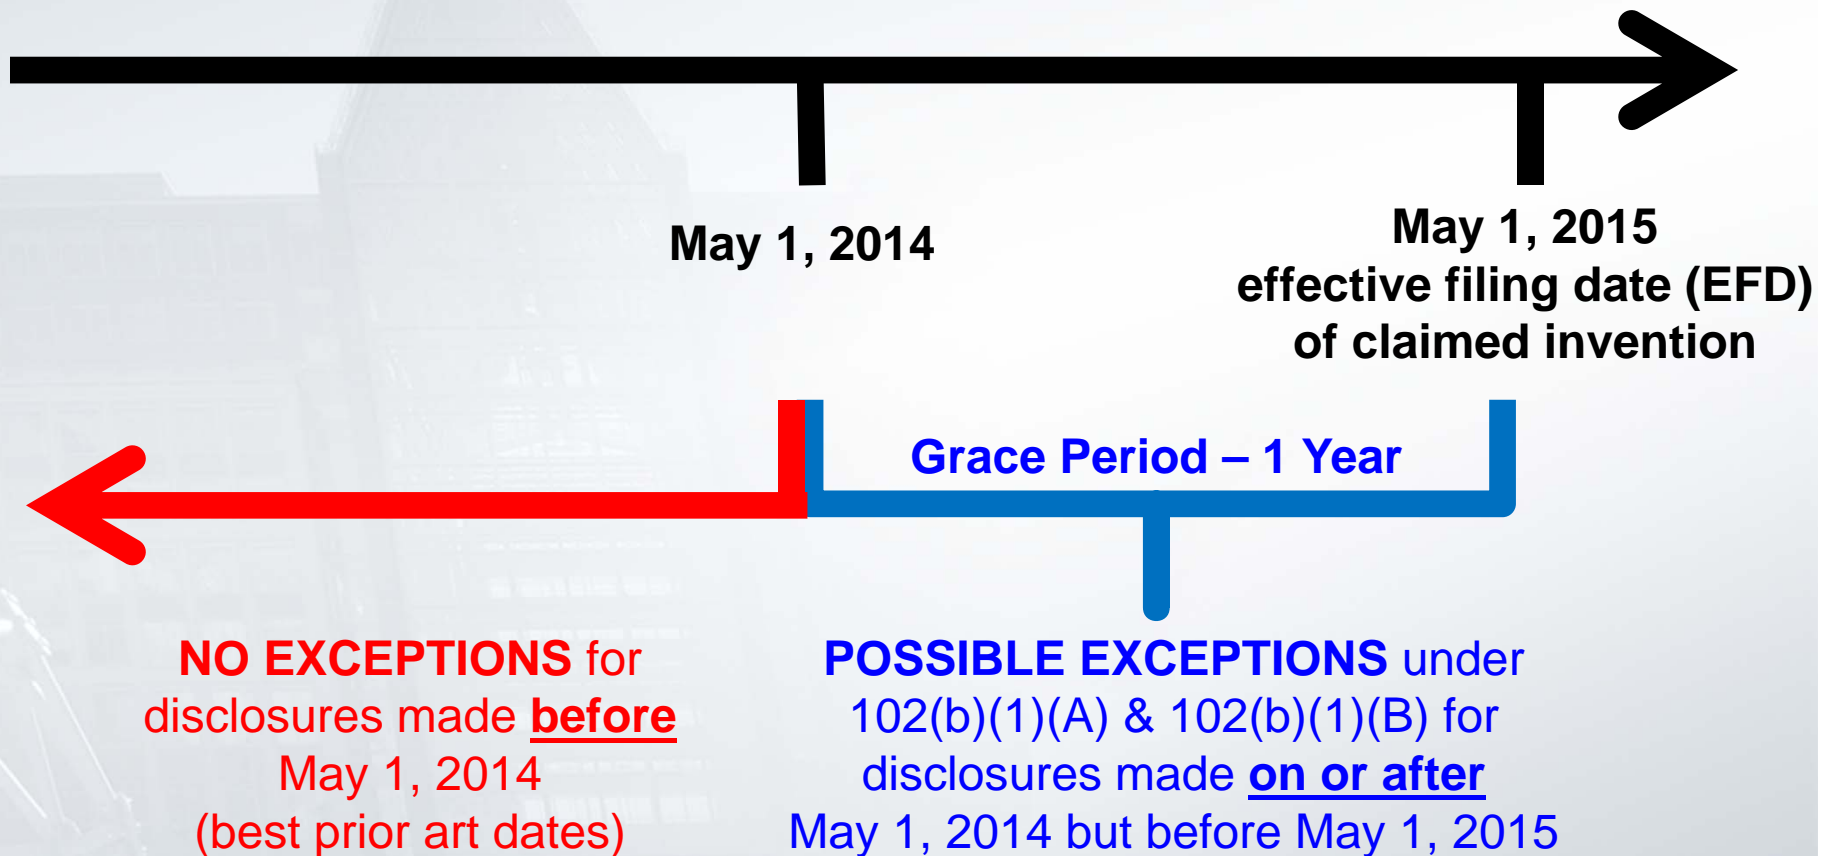 May 1, 2014
May 1, 2015
effective filing date (EFD)
of claimed invention
Grace Period – 1 Year
NO EXCEPTIONS for
disclosures made before
May 1, 2014
(best prior art dates)
POSSIBLE EXCEPTIONS under
102(b)(1)(A) & 102(b)(1)(B) for
disclosures made on or after
May 1, 2014 but before May 1, 2015